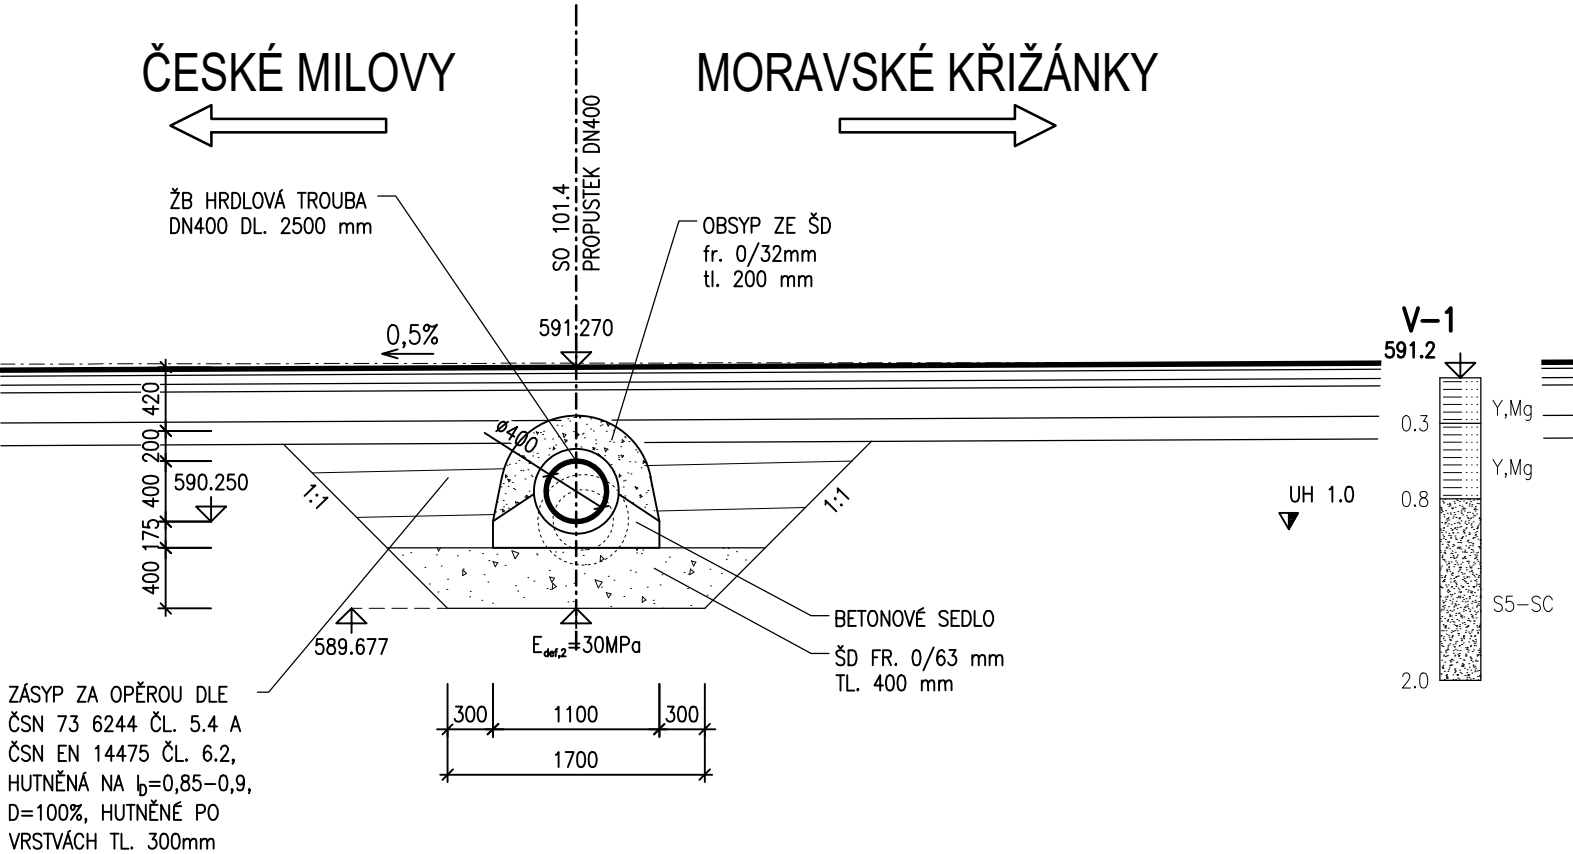 ČESKÉ MILOVY
MORAVSKÉ KŘIŽÁNKY
SO 101.4
PROPUSTEK DN400
ŽB HRDLOVÁ TROUBA
DN400 DL. 2500 mm
OBSYP ZE ŠD
fr. 0/32mm
tl. 200 mm
0,5%
591.270
V-1
591.2
420
200
400
175
400
590.250
1:1
ø400
1:1
UH 1.0
0.3
0.8
2.0
Y,Mg
Y,Mg
S5-SC
589.677
Edef,2=30MPa
BETONOVÉ SEDLO
ŠD FR. 0/63 mm
TL. 400 mm
300
1100
300
1700
ZÁSYP ZA OPĚROU DLE
ČSN 73 6244 ČL. 5.4 A
ČSN EN 14475 ČL. 6.2,
HUTNĚNÁ NA ID=0,85-0,9,
D=100%, HUTNĚNÉ PO
VRSTVÁCH TL. 300mm